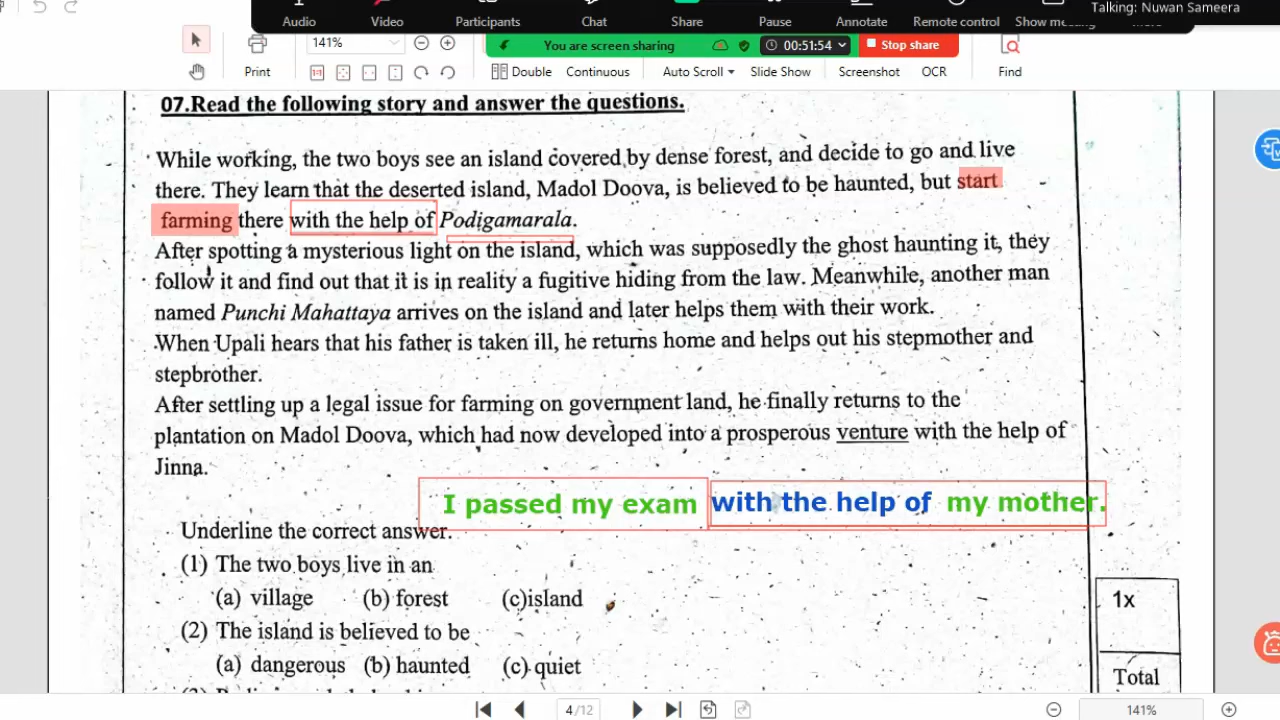 Talking: Nuwan Sameera
Audio Video Participants Chat Share Pause Annotate Remote control
141% You are screen sharing 00:51:54 Stop share
Print Double Continuous Auto Scroll Slide Show Screenshot OCR Find
07.Read the following story and answer the questions.
While working, the two boys see an island covered by dense forest, and decide to go and live
there. They learn that the deserted island, Madol Doova, is believed to be haunted, but start
farming there with the help of Podigamarala.
After spotting a mysterious light on the island, which was supposedly the ghost haunting it, they
follow it and find out that it is in reality a fugitive hiding from the law. Meanwhile, another man
named Punchi Mahattaya arrives on the island and later helps them with their work.
When Upali hears that his father is taken ill, he returns home and helps out his stepmother and
stepbrother.
After settling up a legal issue for farming on government land, he finally returns to the
plantation on Madol Doova, which had now developed into a prosperous venture with the help of
Jinna.
I passed my exam with the help of my mother.
Underline the correct answer.
(1) The two boys live in an
(a) village (b) forest (c)island
1x
(2) The island is believed to be
(a) dangerous (b) haunted (c) quiet
Total
4/12 141%